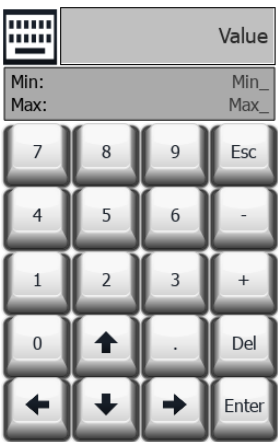 Value
Min: Min_
Max: Max_
7 8 9 Esc
4 5 6 -
1 2 3 +
0 . Del
Enter